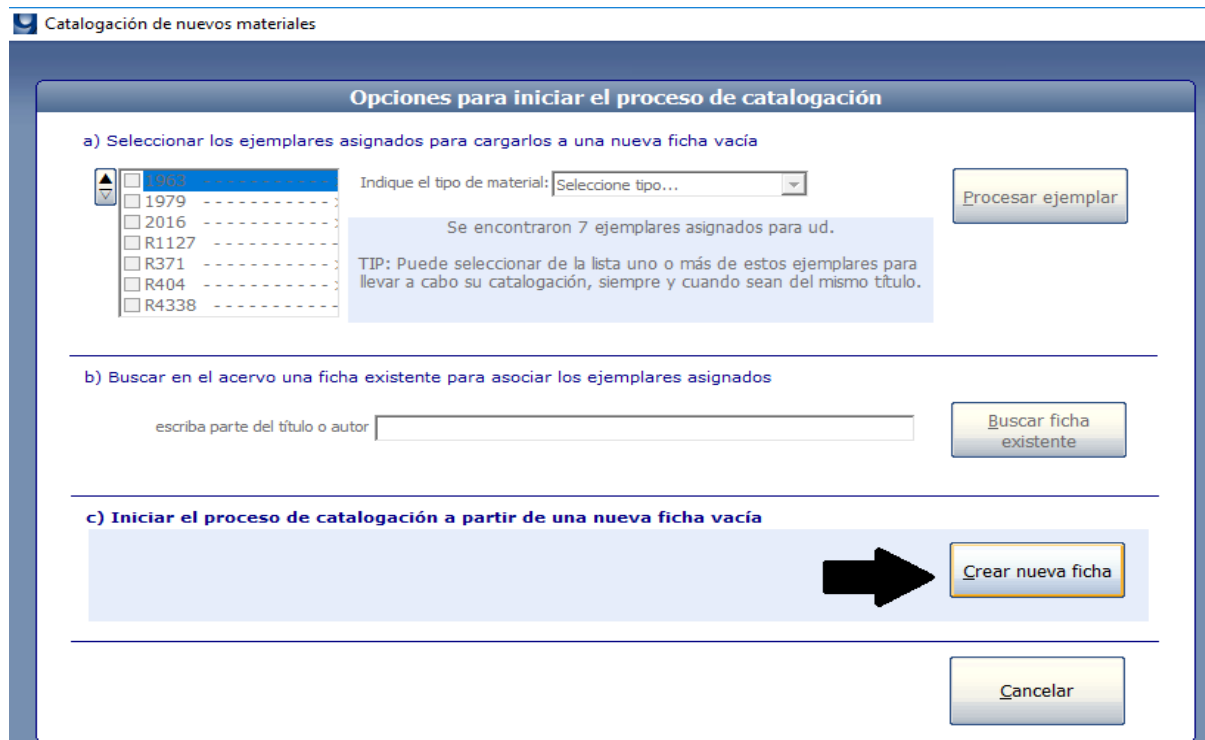 Catalogación de nuevos materiales
Opciones para iniciar el proceso de catalogación
a) Seleccionar los ejemplares asignados para cargarlos a una nueva ficha vacía
1963 - - - - - - - - - - -
1979 - - - - - - - - - - -
2016 - - - - - - - - - - -
R1127 - - - - - - - - - - -
R371 - - - - - - - - - - -
R404 - - - - - - - - - - -
R4338 - - - - - - - - - - -
Indique el tipo de material: Seleccione tipo...
Procesar ejemplar
Se encontraron 7 ejemplares asignados para ud.
TIP: Puede seleccionar de la lista uno o más de estos ejemplares para
llevar a cabo su catalogación, siempre y cuando sean del mismo título.
b) Buscar en el acervo una ficha existente para asociar los ejemplares asignados
escriba parte del título o autor
Buscar ficha
existente
c) Iniciar el proceso de catalogación a partir de una nueva ficha vacía
Crear nueva ficha
Cancelar